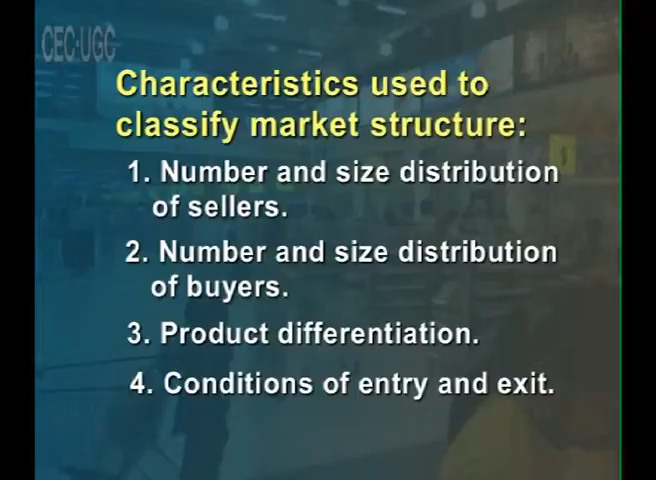 CEC-UGC
Characteristics used to
classify market structure:
1. Number and size distribution
of sellers.
2. Number and size distribution
of buyers.
3. Product differentiation.
4. Conditions of entry and exit.